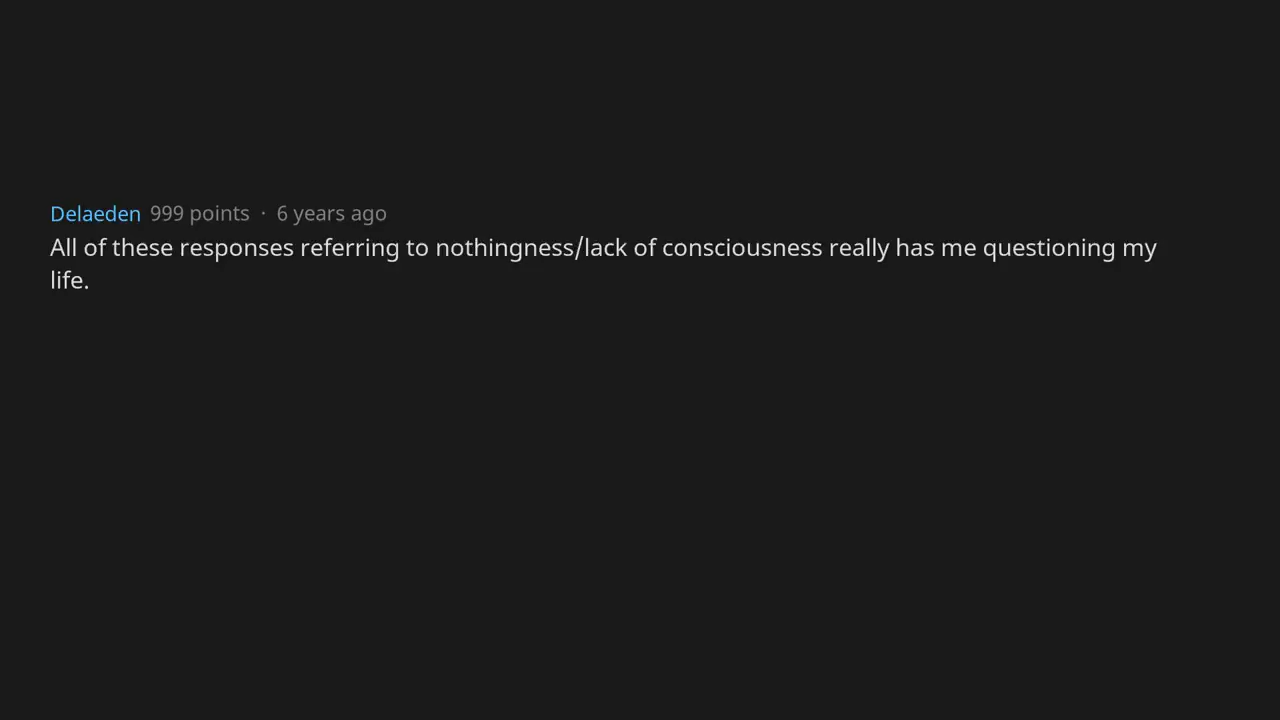 Delaeden 999 points · 6 years ago
All of these responses referring to nothingness/lack of consciousness really has me questioning my
life.